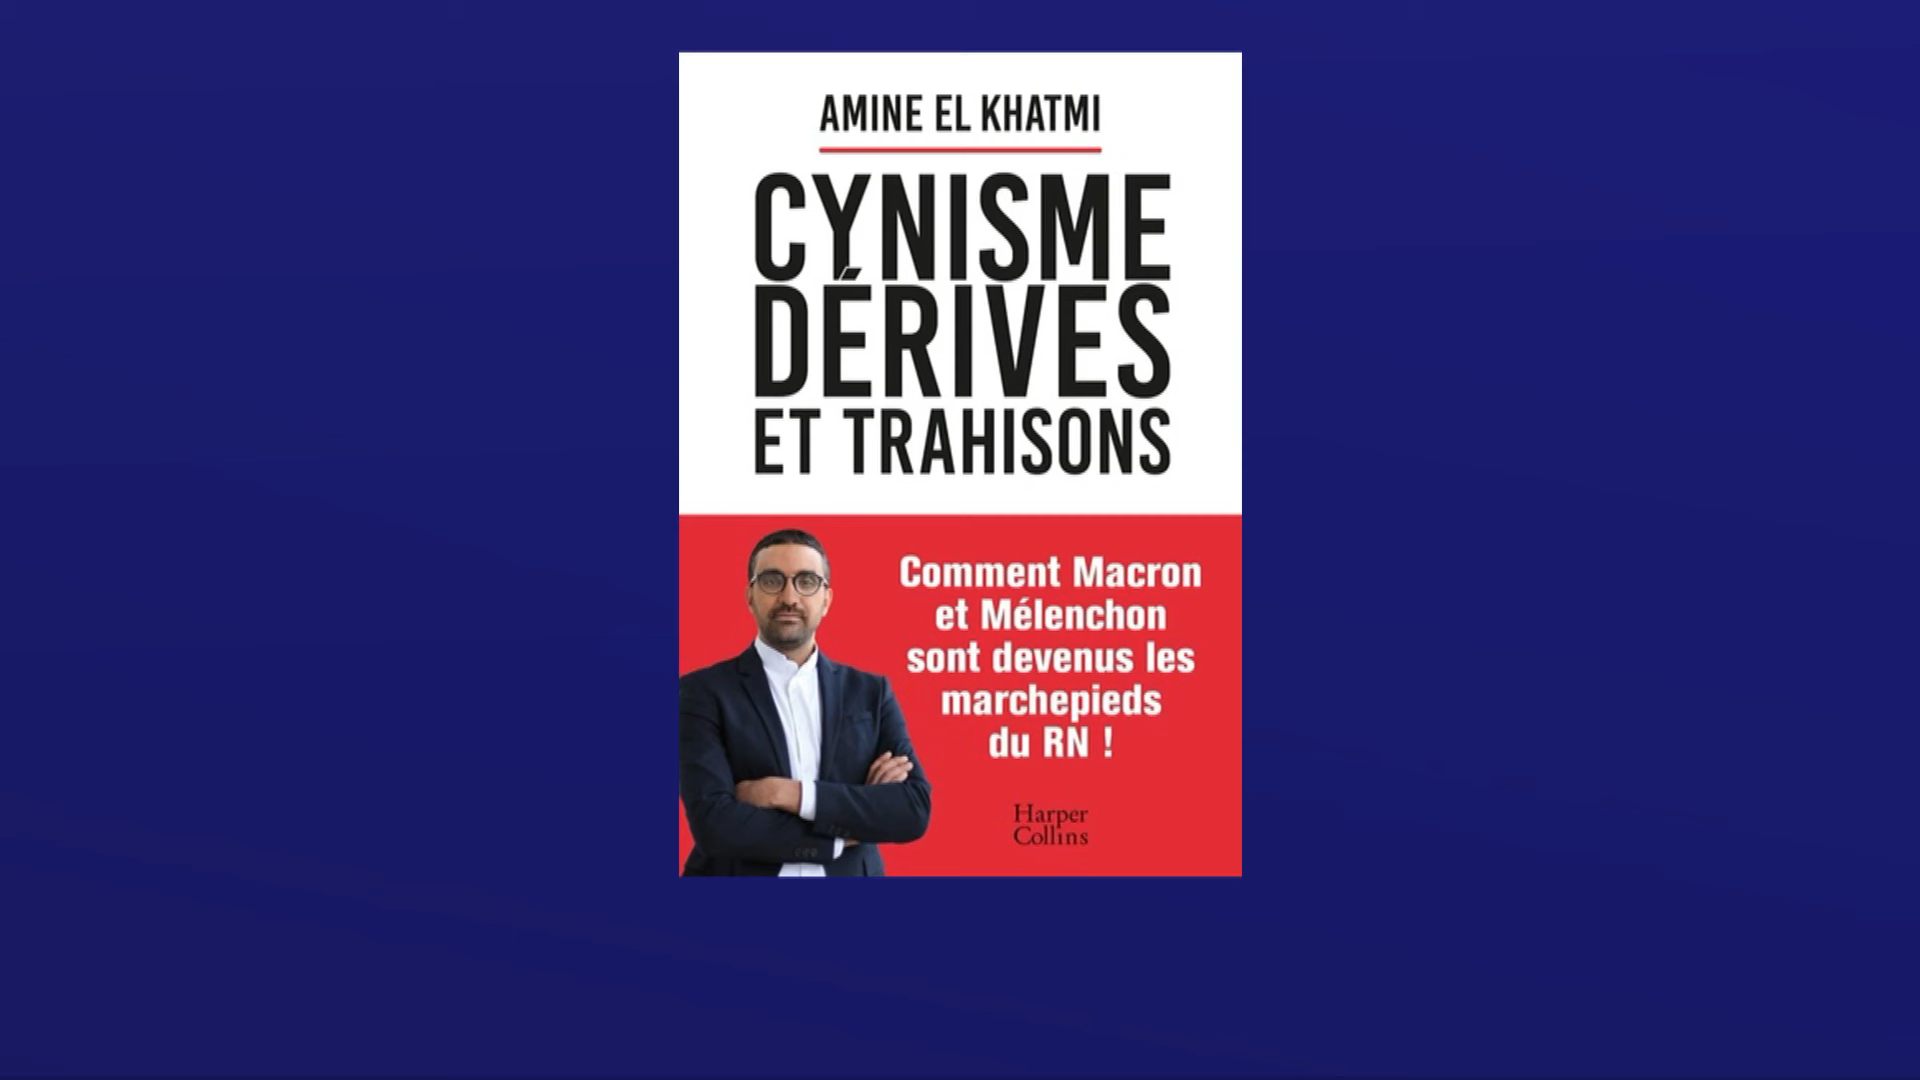 AMINE EL KHATMI
CYNISME
DÉRIVES
ET TRAHISONS
Comment Macron
et Mélenchon
sont devenus les
marchepieds
du RN !
Harper
Collins